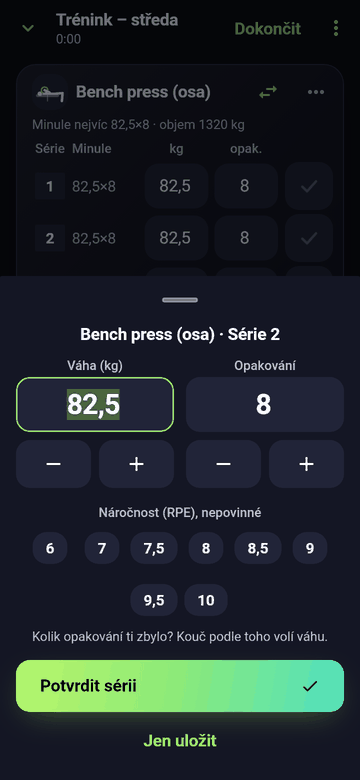 Trénink – středa
0:00
Dokončit
Bench press (osa)
Minule nejvíc 82,5×8 · objem 1320 kg
Série Minule kg opak.
1 82,5×8 82,5 8
2 82,5×8 82,5 8
Bench press (osa) · Série 2
Váha (kg) Opakování
82,5 8
− + − +
Náročnost (RPE), nepovinné
6 7 7,5 8 8,5 9
9,5 10
Kolik opakování ti zbylo? Kouč podle toho volí váhu.
Potvrdit sérii
Jen uložit